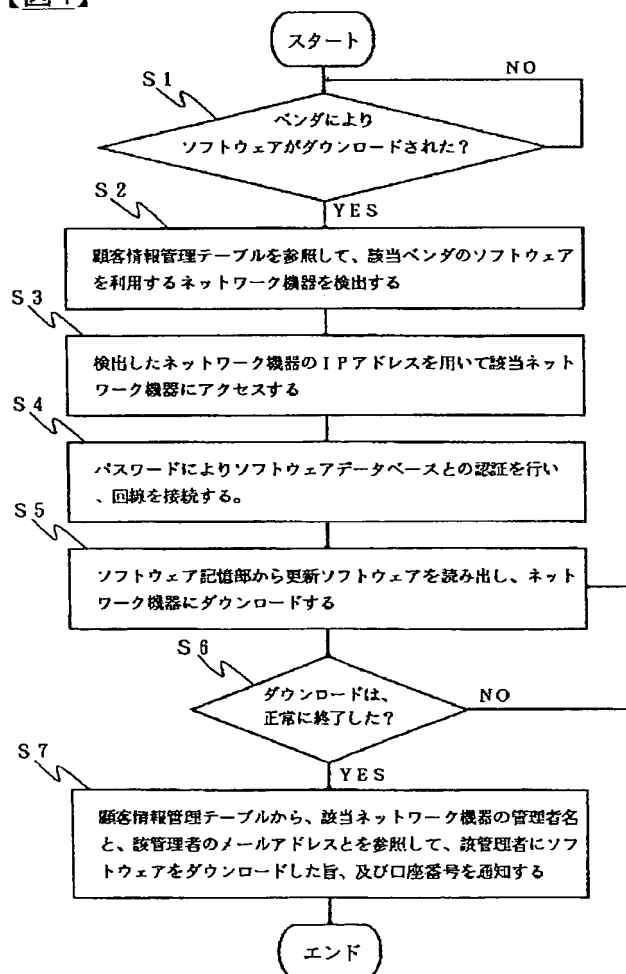 【図4】
スタート
S1
NO
ベンダにより
ソフトウェアがダウンロードされた？
S2
YES
顧客情報管理テーブルを参照して、該当ベンダのソフトウェア
を利用するネットワーク機器を検出する
S3
検出したネットワーク機器のIPアドレスを用いて該当ネット
ワーク機器にアクセスする
S4
パスワードによりソフトウェアデータベースとの認証を行い
、回線を接続する。
S5
ソフトウェア記憶部から更新ソフトウェアを読み出し、ネット
ワーク機器にダウンロードする
S6
ダウンロードは、
正常に終了した？
NO
S7
YES
顧客情報管理テーブルから、該当ネットワーク機器の管理者名
と、該管理者のメールアドレスとを参照して、該管理者にソフ
トウェアをダウンロードした旨、及び口座番号を通知する
エンド